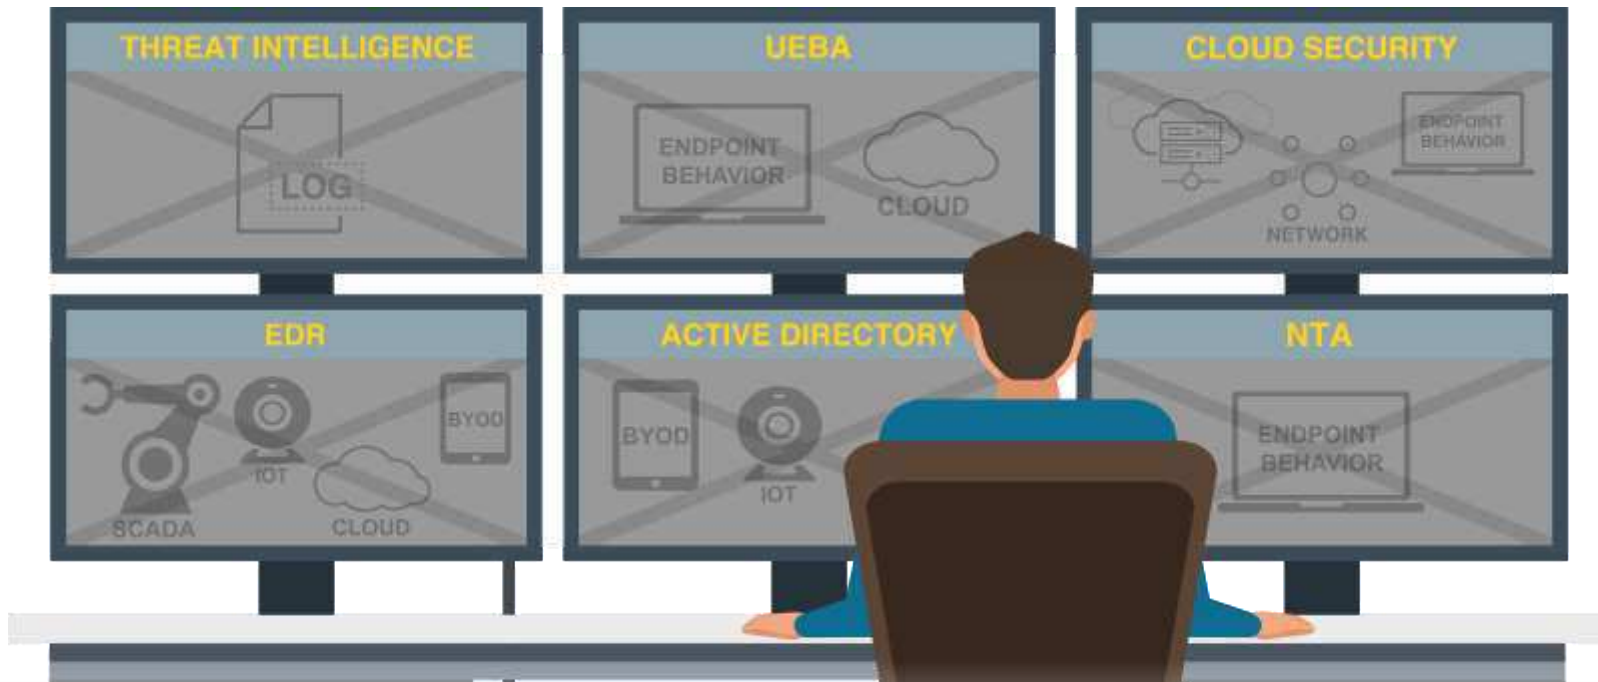 THREAT INTELLIGENCE
LOG
UEBA
ENDPOINT
BEHAVIOR
CLOUD
CLOUD SECURITY
ENDPOINT
BEHAVIOR
NETWORK
EDR
SCADA
IOT
CLOUD
BYOD
ACTIVE DIRECTORY
BYOD
IOT
NTA
ENDPOINT
BEHAVIOR